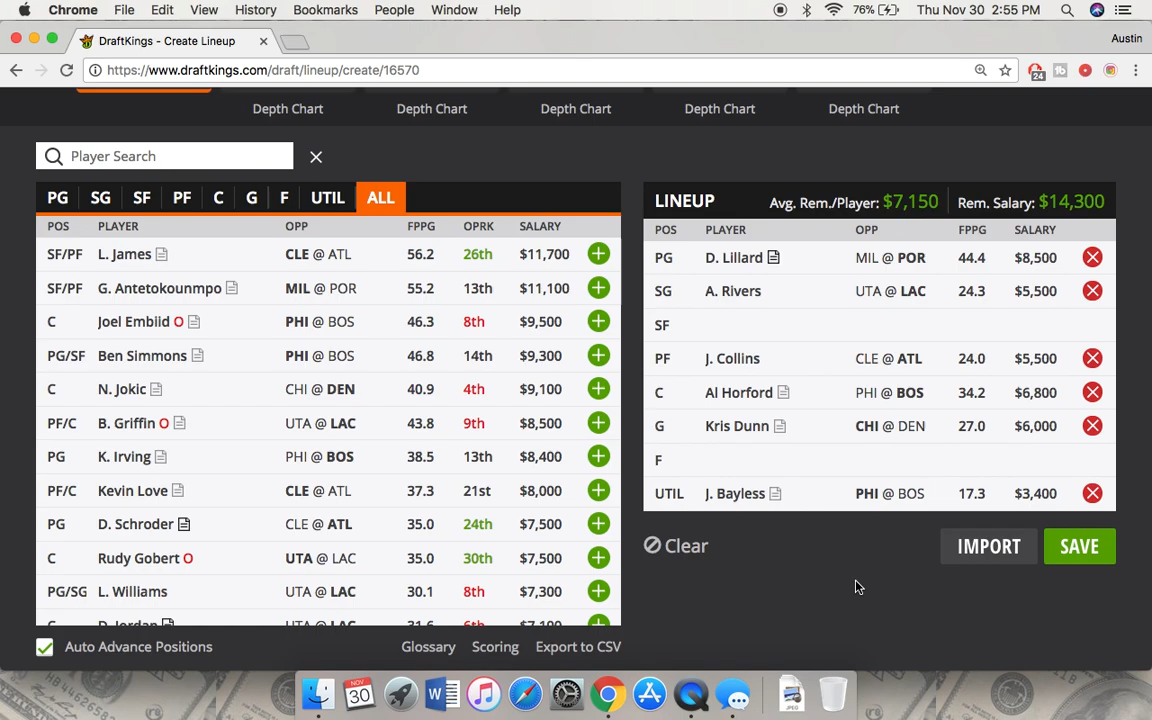 Chrome File Edit View History Bookmarks People Window Help 76% Thu Nov 30 2:55 PM
DraftKings - Create Lineup Austin
https://www.draftkings.com/draft/lineup/create/16570 24
Depth Chart Depth Chart Depth Chart Depth Chart Depth Chart
Player Search
PG SG SF PF C G F UTIL ALL
POS PLAYER OPP FPPG OPRK SALARY
SF/PF L. James CLE @ ATL 56.2 26th $11,700
SF/PF G. Antetokounmpo MIL @ POR 55.2 13th $11,100
C Joel Embiid O PHI @ BOS 46.3 8th $9,500
PG/SF Ben Simmons PHI @ BOS 46.8 14th $9,300
C N. Jokic CHI @ DEN 40.9 4th $9,100
PF/C B. Griffin O UTA @ LAC 43.8 9th $8,500
PG K. Irving PHI @ BOS 38.5 13th $8,400
PF/C Kevin Love CLE @ ATL 37.3 21st $8,000
PG D. Schroder CLE @ ATL 35.0 24th $7,500
C Rudy Gobert O UTA @ LAC 35.0 30th $7,500
PG/SG L. Williams UTA @ LAC 30.1 8th $7,300
C D. Jordan UTA @ LAC 31.6 6th $7,100
Auto Advance Positions Glossary Scoring Export to CSV
LINEUP Avg. Rem./Player: $7,150 Rem. Salary: $14,300
POS PLAYER OPP FPPG SALARY
PG D. Lillard MIL @ POR 44.4 $8,500
SG A. Rivers UTA @ LAC 24.3 $5,500
SF
PF J. Collins CLE @ ATL 24.0 $5,500
C Al Horford PHI @ BOS 34.2 $6,800
G Kris Dunn CHI @ DEN 27.0 $6,000
F
UTIL J. Bayless PHI @ BOS 17.3 $3,400
Clear IMPORT SAVE
NOV
30
JPEG